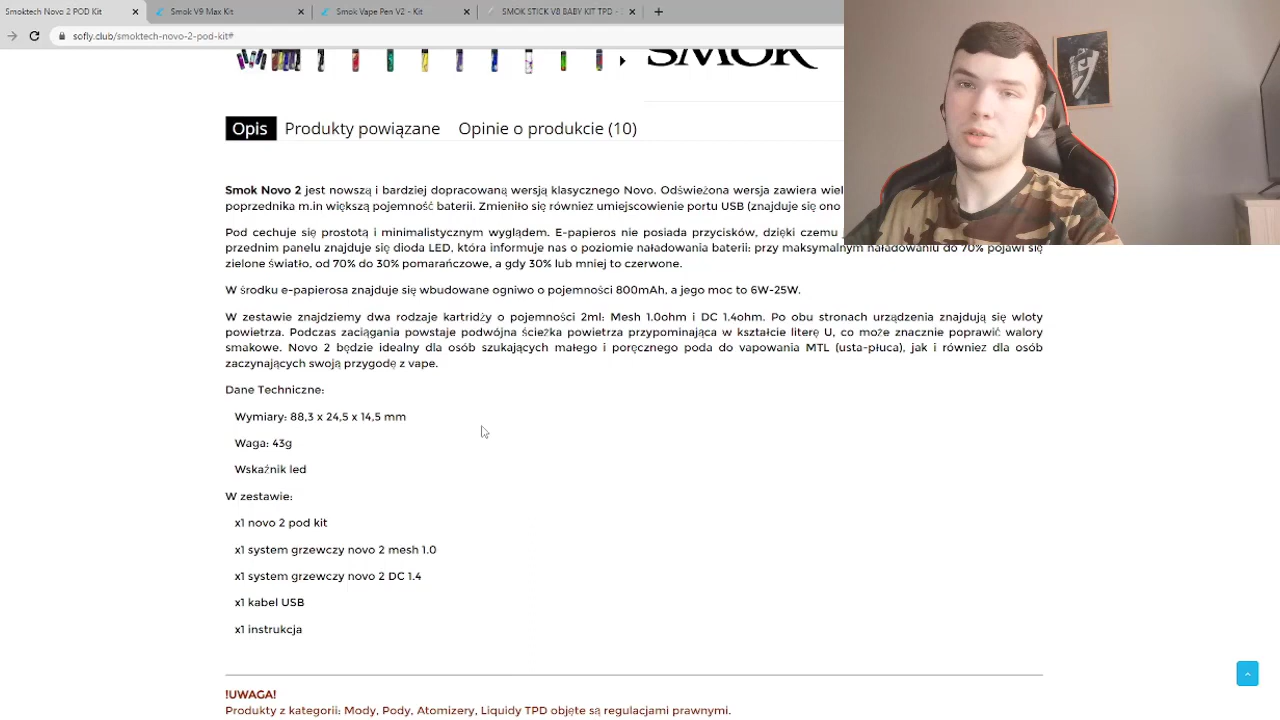 Smoktech Novo 2 POD Kit
Smok V9 Max Kit
Smok Vape Pen V2 - Kit
SMOK STICK V8 BABY KIT TPD -
sofly.club/smoktech-novo-2-pod-kit#
SMOK
Opis Produkty powiązane Opinie o produkcie (10)
Smok Novo 2 jest nowszą i bardziej dopracowaną wersją klasycznego Novo. Odświeżona wersja zawiera
poprzednika m.in większą pojemność baterii. Zmieniło się również umiejscowienie portu USB (znajduje się ono
Pod cechuje się prostotą i minimalistycznym wyglądem. E-papieros nie posiada przycisków, dzięki czemu
przednim panelu znajduje się dioda LED, która informuje nas o poziomie naładowania baterii: przy maksymalnym naładowaniu do 70% pojawi się
zielone światło, od 70% do 30% pomarańczowe, a gdy 30% lub mniej to czerwone.
W środku e-papierosa znajduje się wbudowane ogniwo o pojemności 800mAh, a jego moc to 6W-25W.
W zestawie znajdziemy dwa rodzaje kartridży o pojemności 2ml: Mesh 1.0ohm i DC 1.4ohm. Po obu stronach urządzenia znajdują się wloty
powietrza. Podczas zaciągania powstaje podwójna ścieżka powietrza przypominająca w kształcie literę U, co może znacznie poprawić walory
smakowe. Novo 2 będzie idealny dla osób szukających małego i poręcznego poda do vapowania MTL (usta-płuca), jak i również dla osób
zaczynających swoją przygodę z vape.
Dane Techniczne:
Wymiary: 88,3 x 24,5 x 14,5 mm
Waga: 43g
Wskaźnik led
W zestawie:
x1 novo 2 pod kit
x1 system grzewczy novo 2 mesh 1.0
x1 system grzewczy novo 2 DC 1.4
x1 kabel USB
x1 instrukcja
!UWAGA!
Produkty z kategorii: Mody, Pody, Atomizery, Liquidy TPD objęte są regulacjami prawnymi.